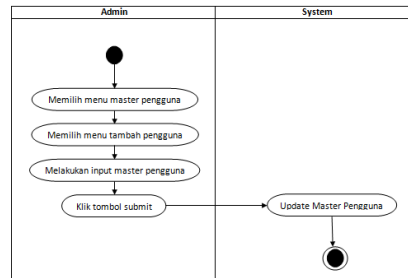 Admin
System
Memilih menu master pengguna
Memilih menu tambah pengguna
Melakukan input master pengguna
Klik tombol submit
Update Master Pengguna